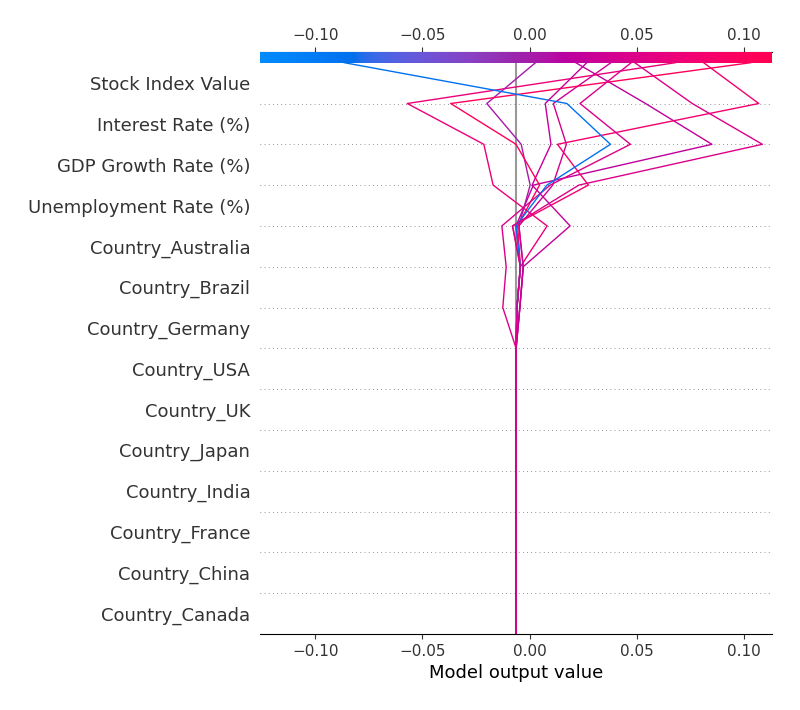 −0.10 −0.05 0.00 0.05 0.10
Stock Index Value
Interest Rate (%)
GDP Growth Rate (%)
Unemployment Rate (%)
Country_Australia
Country_Brazil
Country_Germany
Country_USA
Country_UK
Country_Japan
Country_India
Country_France
Country_China
Country_Canada
−0.10 −0.05 0.00 0.05 0.10
Model output value